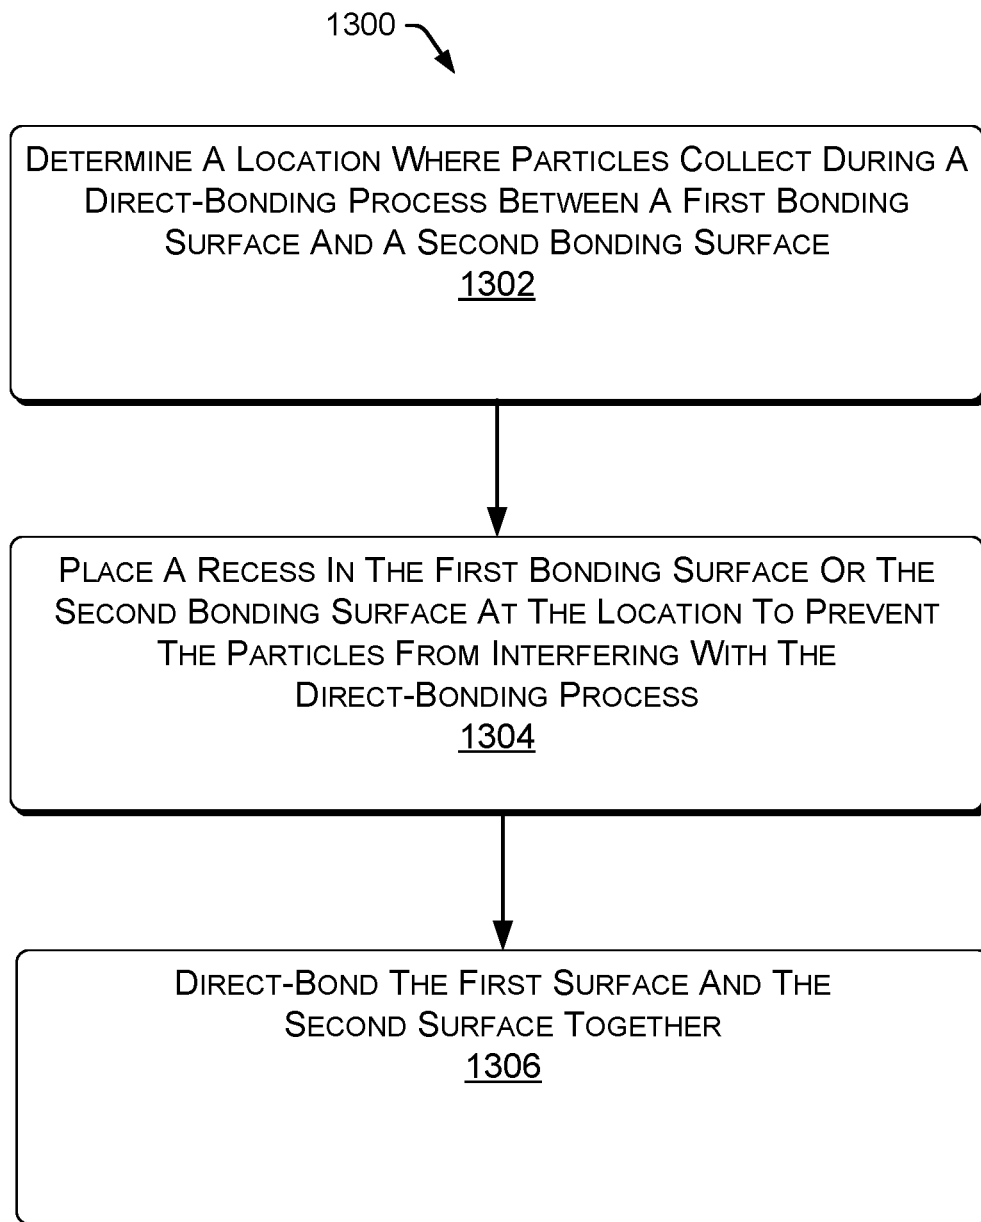 1300
DETERMINE A LOCATION WHERE PARTICLES COLLECT DURING A
DIRECT-BONDING PROCESS BETWEEN A FIRST BONDING
SURFACE AND A SECOND BONDING SURFACE
1302
PLACE A RECESS IN THE FIRST BONDING SURFACE OR THE
SECOND BONDING SURFACE AT THE LOCATION TO PREVENT
THE PARTICLES FROM INTERFERING WITH THE
DIRECT-BONDING PROCESS
1304
DIRECT-BOND THE FIRST SURFACE AND THE
SECOND SURFACE TOGETHER
1306